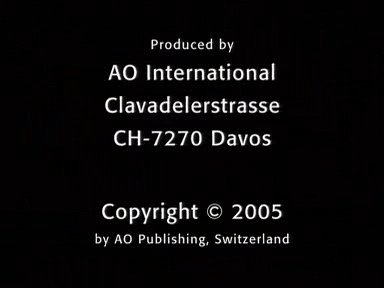 Produced by
AO International
Clavadelerstrasse
CH-7270 Davos
Copyright © 2005
by AO Publishing, Switzerland